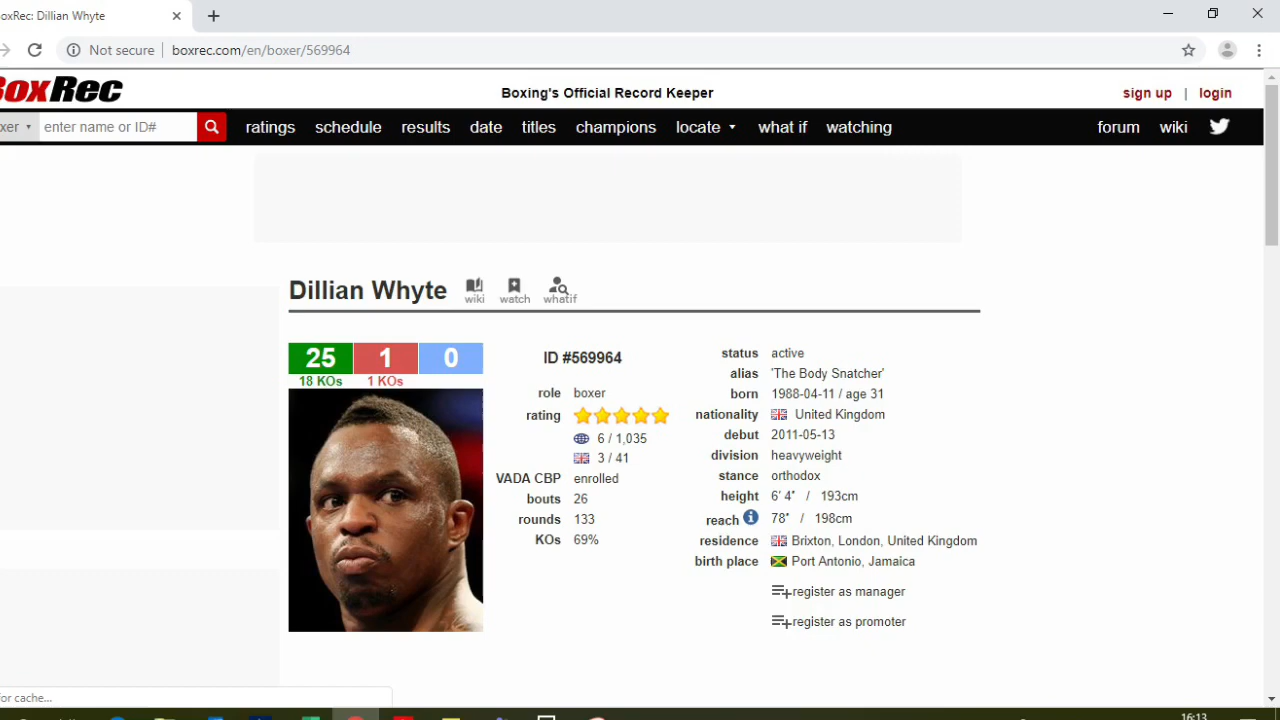 oxRec: Dillian Whyte
Not secure boxrec.com/en/boxer/569964
BoxRec Boxing's Official Record Keeper sign up | login
xer enter name or ID# ratings schedule results date titles champions locate what if watching forum wiki
Dillian Whyte wiki watch whatif
25 1 0
18 KOs 1 KOs
ID #569964
role boxer
rating
6 / 1,035
3 / 41
VADA CBP enrolled
bouts 26
rounds 133
KOs 69%
status active
alias 'The Body Snatcher'
born 1988-04-11 / age 31
nationality United Kingdom
debut 2011-05-13
division heavyweight
stance orthodox
height 6′ 4″ / 193cm
reach 78″ / 198cm
residence Brixton, London, United Kingdom
birth place Port Antonio, Jamaica
register as manager
register as promoter
for cache...
16:13